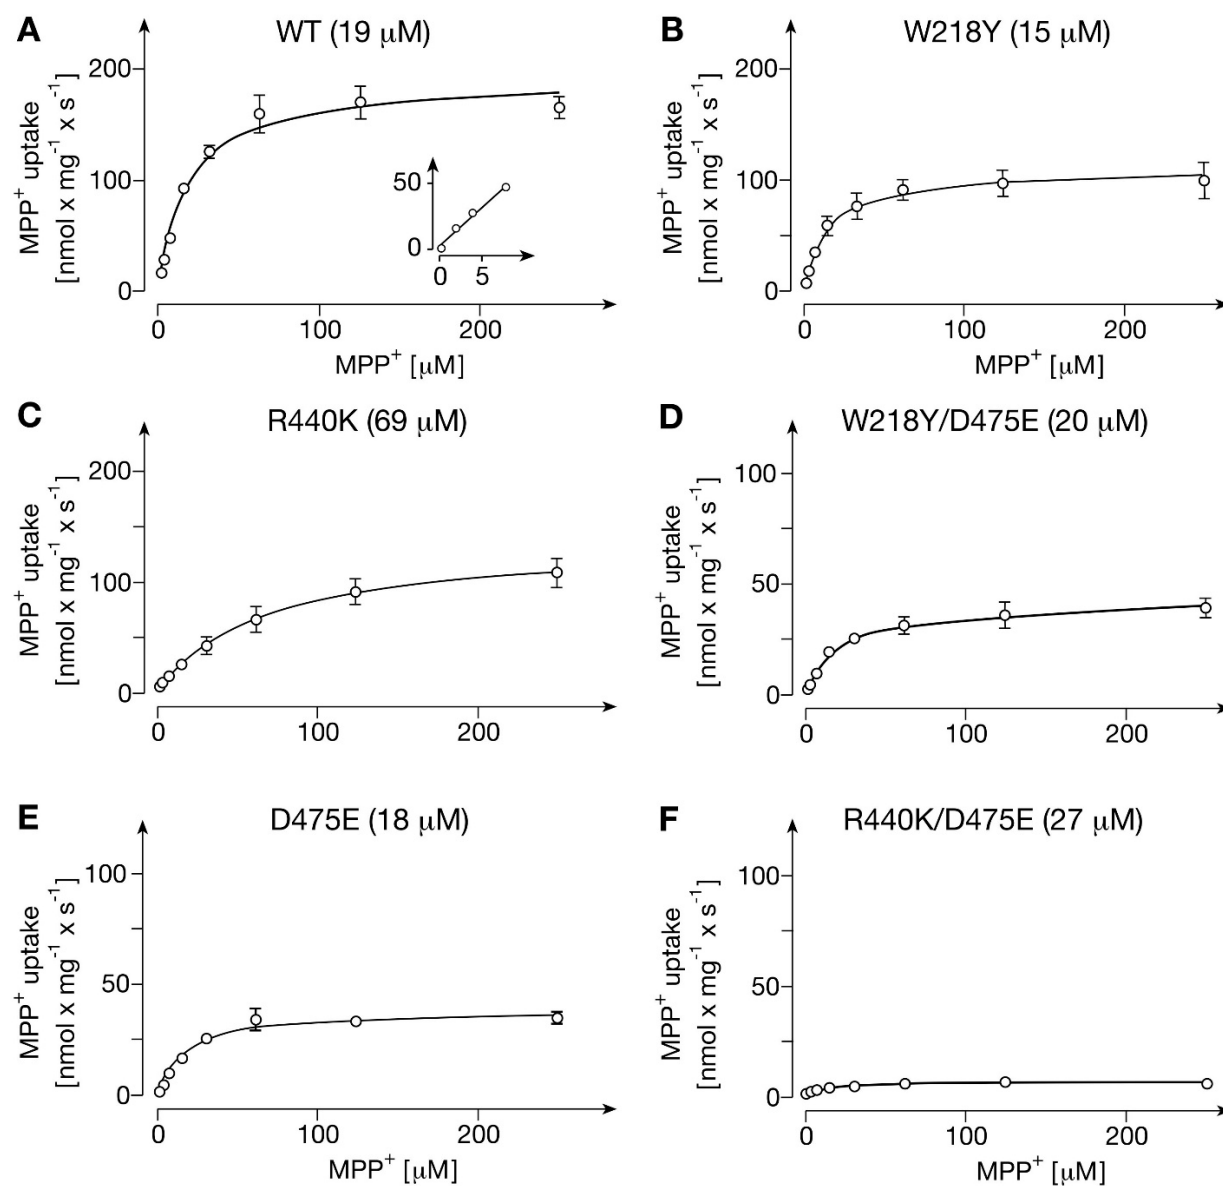 A
WT (19 μM)
MPP⁺ uptake
[nmol x mg⁻¹ x s⁻¹]
200
100
0
50
0
0 5
0 100 200
MPP⁺ [μM]
B
W218Y (15 μM)
MPP⁺ uptake
[nmol x mg⁻¹ x s⁻¹]
200
100
0
0 100 200
MPP⁺ [μM]
C
R440K (69 μM)
MPP⁺ uptake
[nmol x mg⁻¹ x s⁻¹]
200
100
0
0 100 200
D
W218Y/D475E (20 μM)
MPP⁺ uptake
[nmol x mg⁻¹ x s⁻¹]
100
50
0
0 100 200
E
D475E (18 μM)
MPP⁺ uptake
[nmol x mg⁻¹ x s⁻¹]
100
50
0
0 100 200
MPP⁺ [μM]
F
R440K/D475E (27 μM)
MPP⁺ uptake
[nmol x mg⁻¹ x s⁻¹]
100
50
0
0 100 200
MPP⁺ [μM]